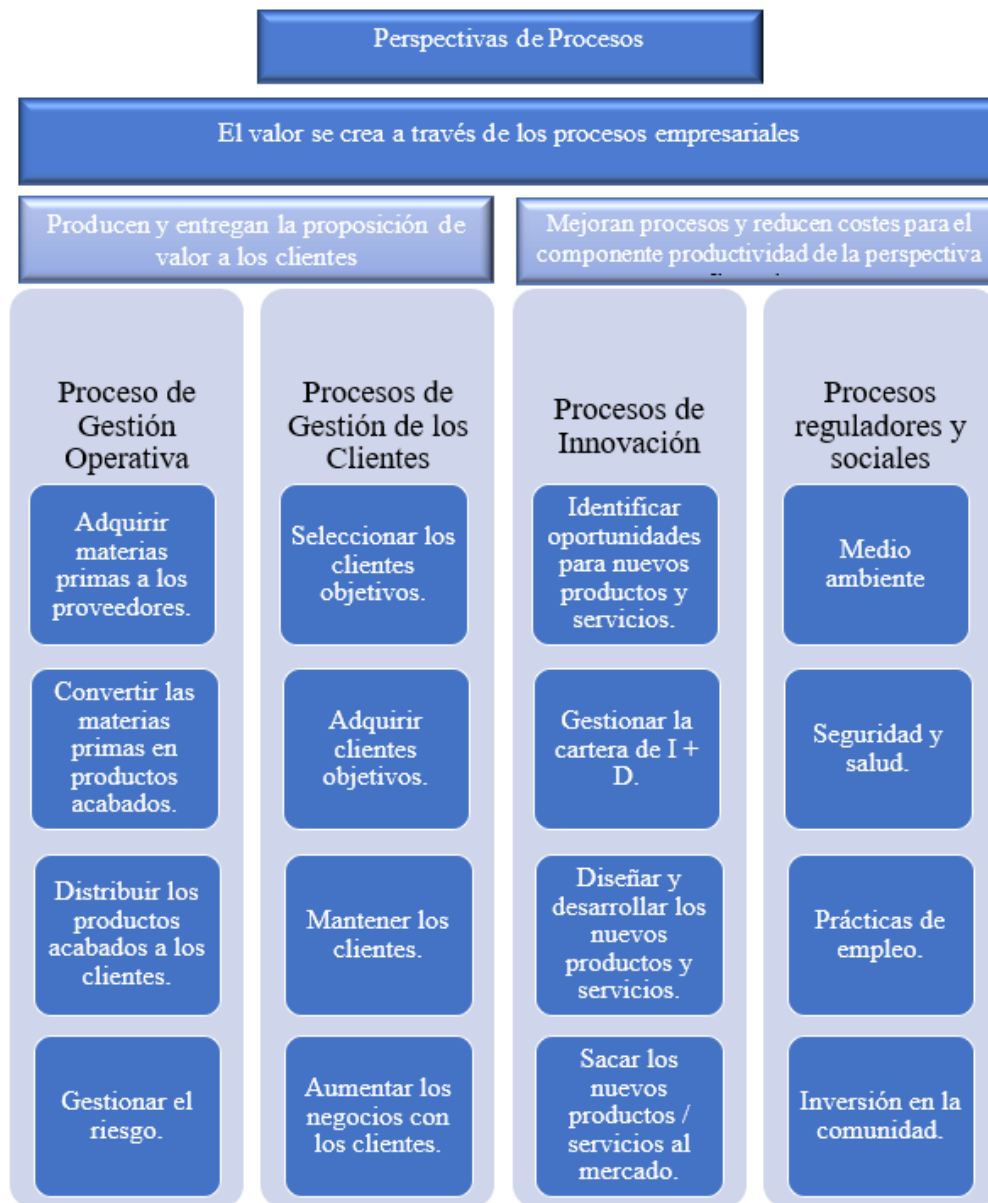 Perspectivas de Procesos
El valor se crea a través de los procesos empresariales
Producen y entregan la proposición de
valor a los clientes
Mejoran procesos y reducen costes para el
componente productividad de la perspectiva
Proceso de
Gestión
Operativa
Adquirir
materias
primas a los
proveedores.
Convertir las
materias
primas en
productos
acabados.
Distribuir los
productos
acabados a los
clientes.
Gestionar el
riesgo.
Procesos de
Gestión de los
Clientes
Seleccionar los
clientes
objetivos.
Adquirir
clientes
objetivos.
Mantener los
clientes.
Aumentar los
negocios con
los clientes.
Procesos de
Innovación
Identificar
oportunidades
para nuevos
productos y
servicios.
Gestionar la
cartera de I +
D.
Diseñar y
desarrollar los
nuevos
productos y
servicios.
Sacar los
nuevos
productos /
servicios al
mercado.
Procesos
reguladores y
sociales
Medio
ambiente
Seguridad y
salud.
Prácticas de
empleo.
Inversión en la
comunidad.